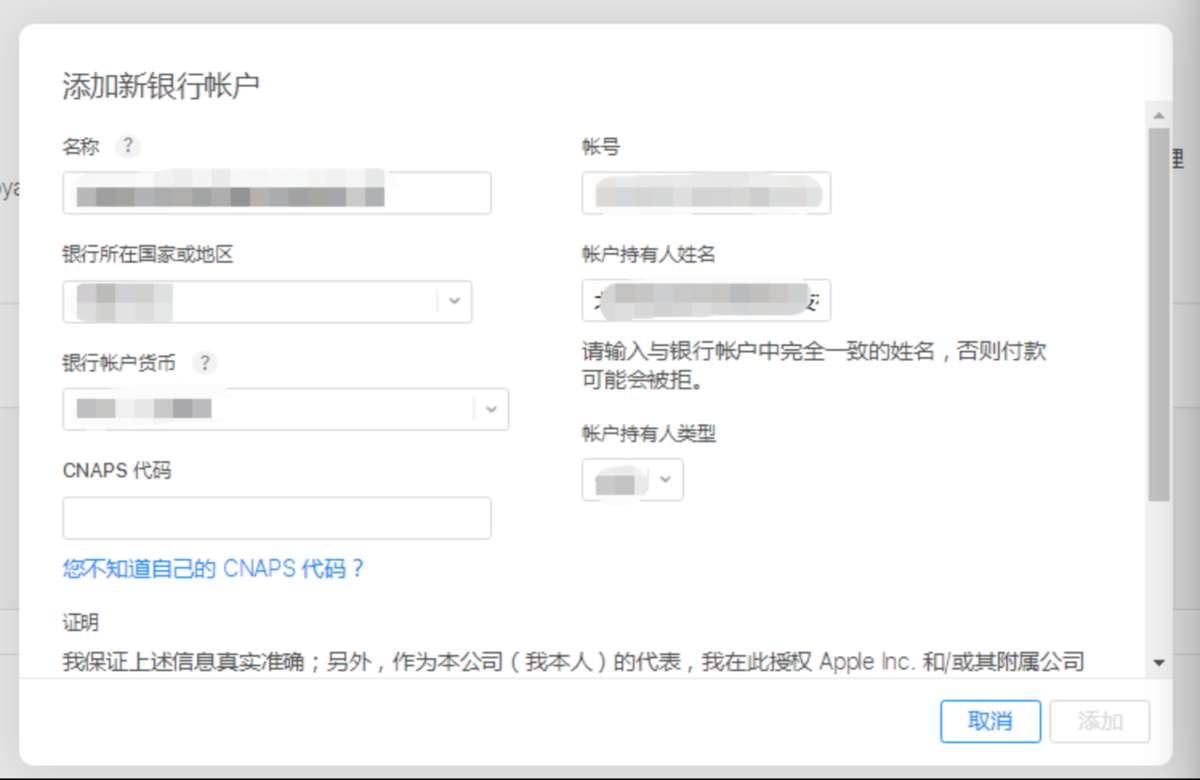 添加新银行帐户
名称 ?
帐号
银行所在国家或地区
帐户持有人姓名
请输入与银行帐户中完全一致的姓名，否则付款
可能会被拒。
银行帐户货币 ?
帐户持有人类型
CNAPS 代码
您不知道自己的 CNAPS 代码？
证明
我保证上述信息真实准确；另外，作为本公司（我本人）的代表，我在此授权 Apple Inc. 和/或其附属公司
取消
添加